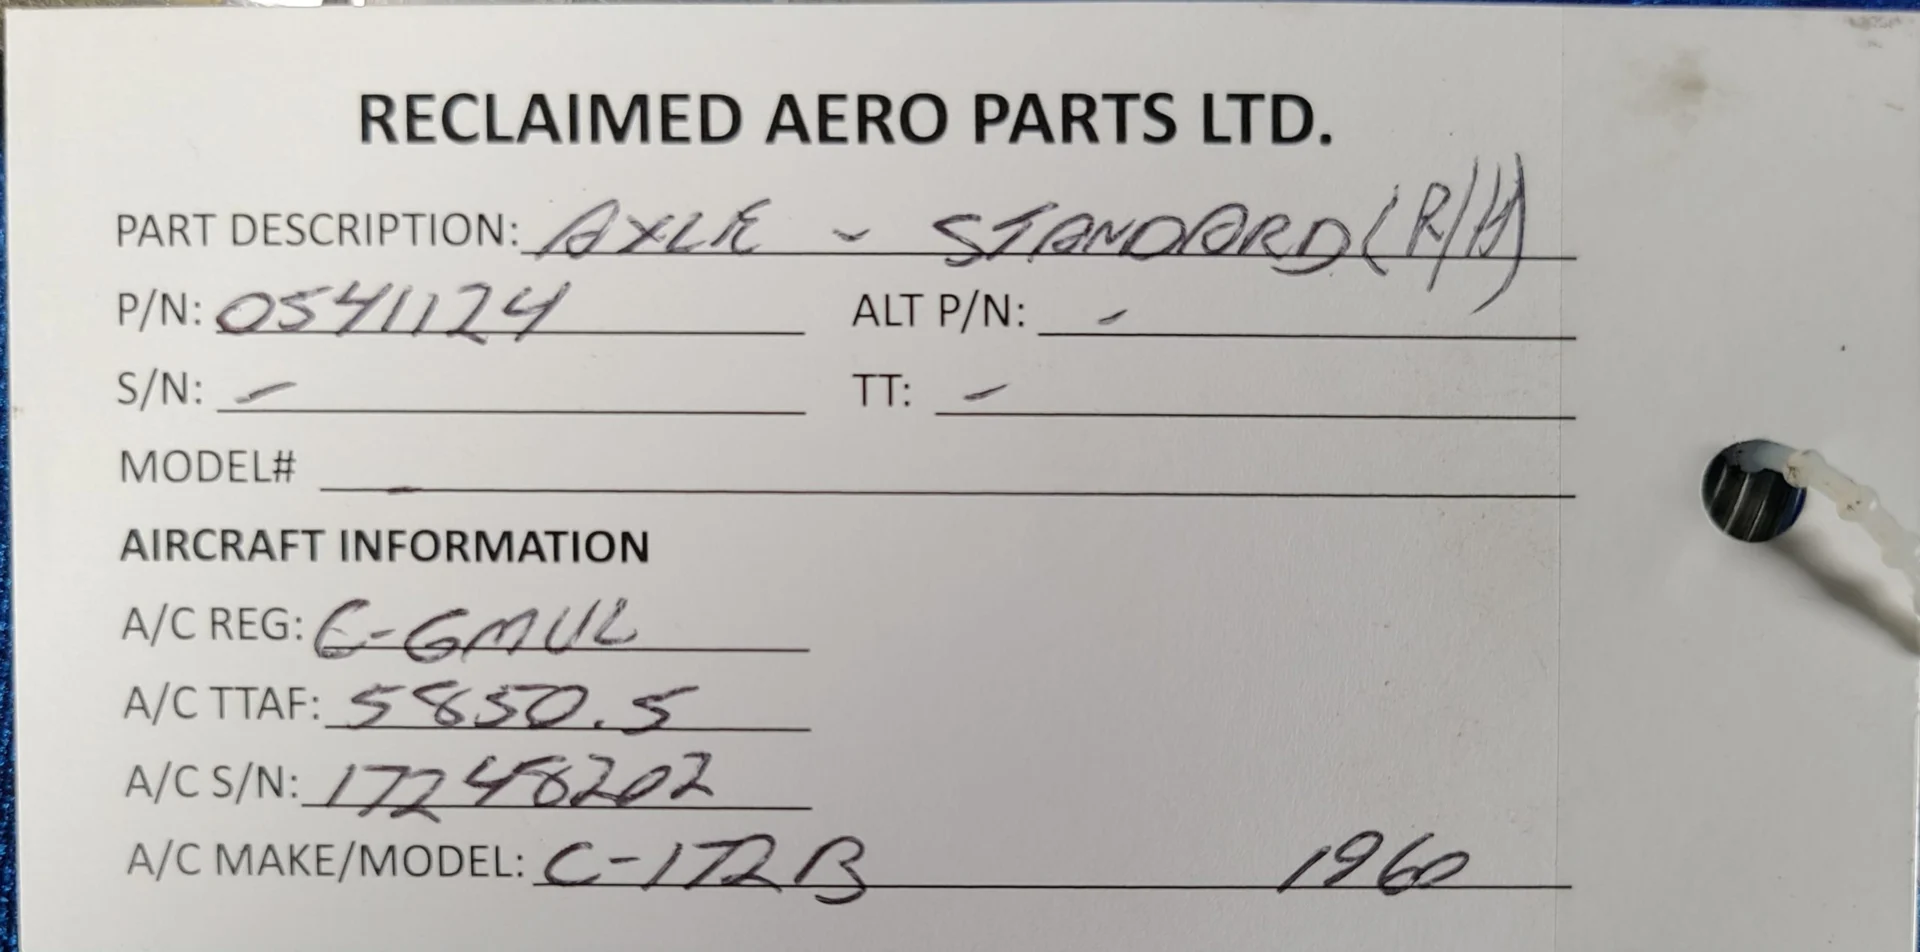 RECLAIMED AERO PARTS LTD.
PART DESCRIPTION: AXLE - STANDARD (R/H)
P/N: 0541124 ALT P/N: -
S/N: - TT: -
MODEL# -
AIRCRAFT INFORMATION
A/C REG: C-GMUL
A/C TTAF: 5850.5
A/C S/N: 17248202
A/C MAKE/MODEL: C-172B 1960